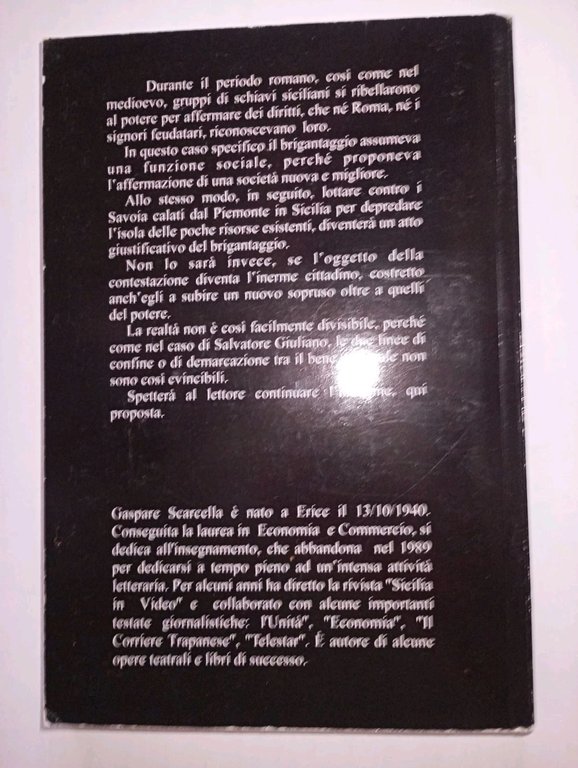 Durante il periodo romano, così come nel
medioevo, gruppi di schiavi siciliani si ribellarono
al potere per affermare dei diritti, che né Roma, né i
signori feudatari, riconoscevano loro.
In questo caso specifico il brigantaggio assumeva
una funzione sociale, perché proponeva
l'affermazione di una società nuova e migliore.
Allo stesso modo, in seguito, lottare contro i
Savoia calati dal Piemonte in Sicilia per depredare
l'isola delle poche risorse esistenti, diventerà un atto
giustificativo del brigantaggio.
Non lo sarà invece, se l'oggetto della
contestazione diventa l'inerme cittadino, costretto
anch'egli a subire un nuovo sopruso oltre a quelli
del potere.
La realtà non è così facilmente divisibile, perché
come nel caso di Salvatore Giuliano, le due linee di
confine o di demarcazione tra il bene non
sono così evincibili.
Spetterà al lettore continuare qui
proposta.
Gaspare Scarcella è nato a Erice il 13/10/1940.
Conseguita la laurea in Economia e Commercio, si
dedica all'insegnamento, che abbandona nel 1989
per dedicarsi a tempo pieno ad un'intensa attività
letteraria. Per alcuni anni ha diretto la rivista "Sicilia
in Video" e collaborato con alcune importanti
testate giornalistiche: l'Unità", "Economia", "Il
Corriere Trapanese", "Telestar". È autore di alcune
opere teatrali e libri di successo.